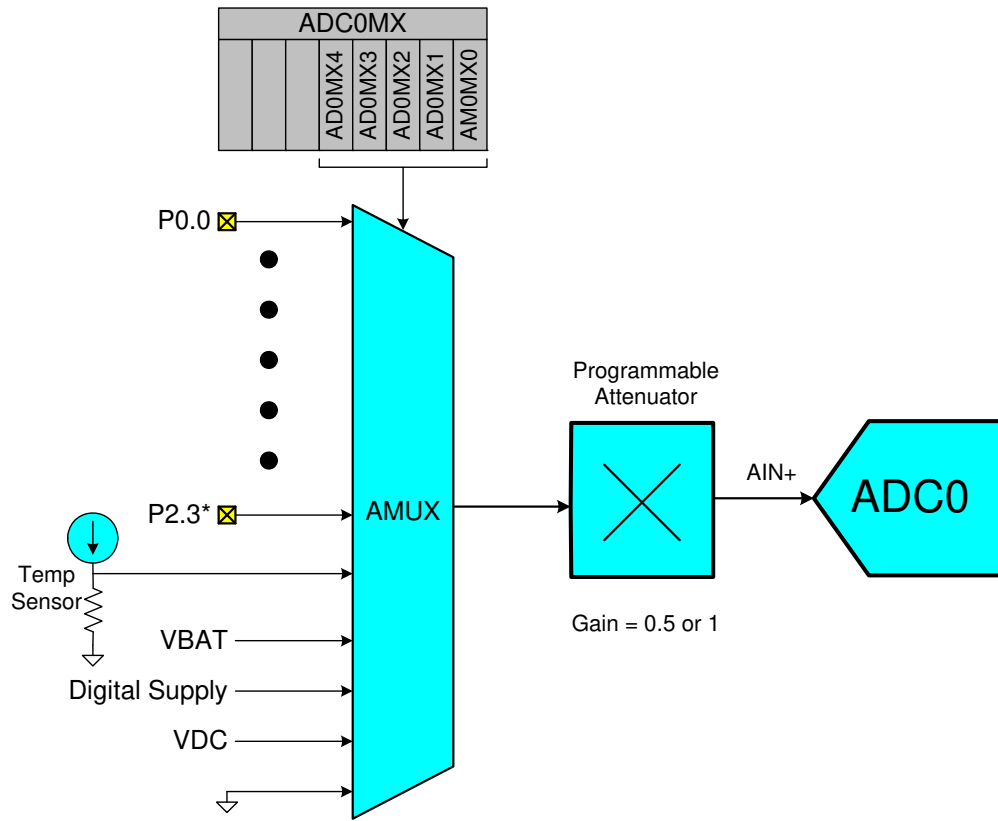 ADC0MX
AD0MX4
AD0MX3
AD0MX2
AD0MX1
AM0MX0
P0.0
Programmable
Attenuator
AIN+
ADC0
P2.3*
AMUX
Temp
Sensor
Gain = 0.5 or 1
VBAT
Digital Supply
VDC